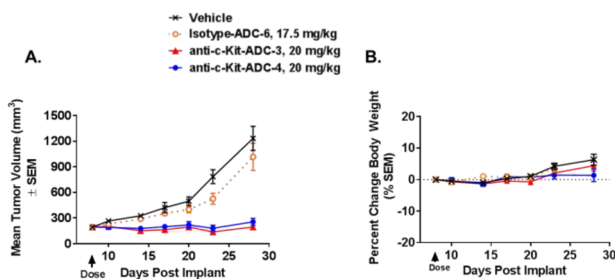 Vehicle
Isotype-ADC-6, 17.5 mg/kg
anti-c-Kit-ADC-3, 20 mg/kg
anti-c-Kit-ADC-4, 20 mg/kg
A.
Mean Tumor Volume (mm³)
± SEM
1500
1200
900
600
300
0
10
15
20
25
30
Dose
Days Post Implant
B.
Percent Change Body Weight
(% SEM)
20
10
0
-10
-20
10
15
20
25
30
Dose
Days Post Implant